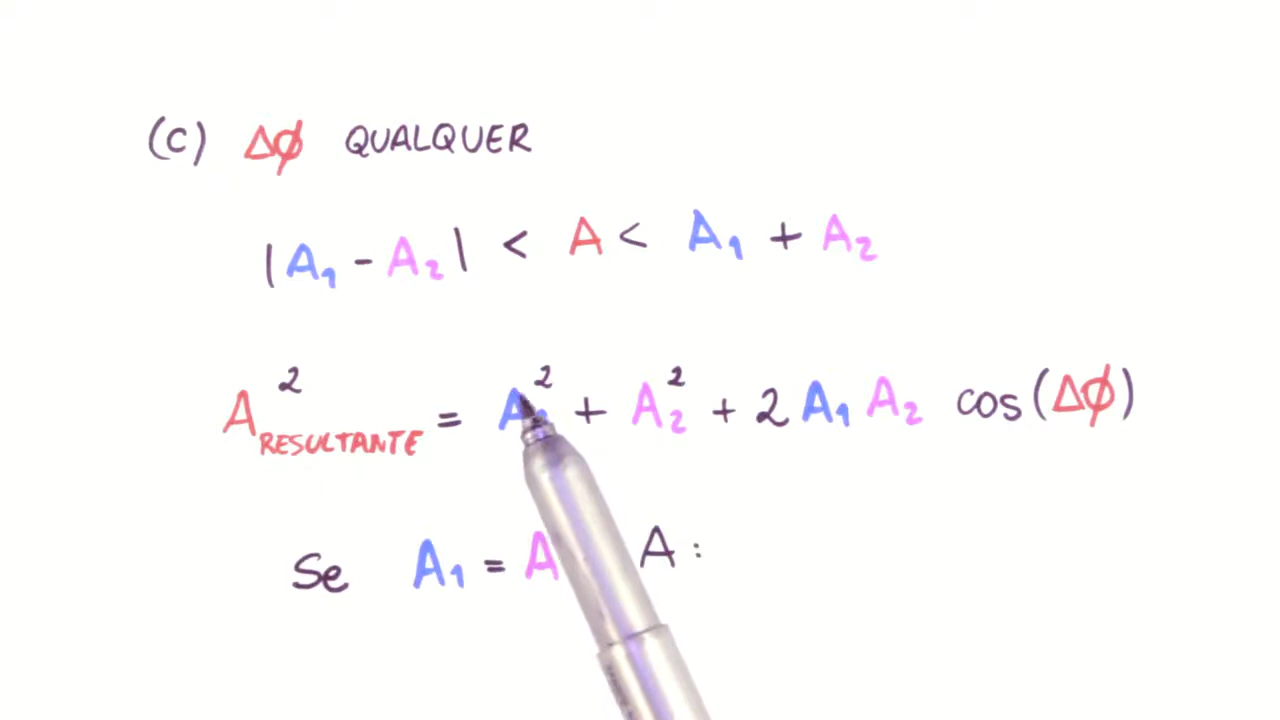 (C) Δϕ QUALQUER
|A₁ - A₂| < A < A₁ + A₂
A²RESULTANTE = A₁² + A₂² + 2 A₁ A₂ cos(Δϕ)
Se A₁ = A A :